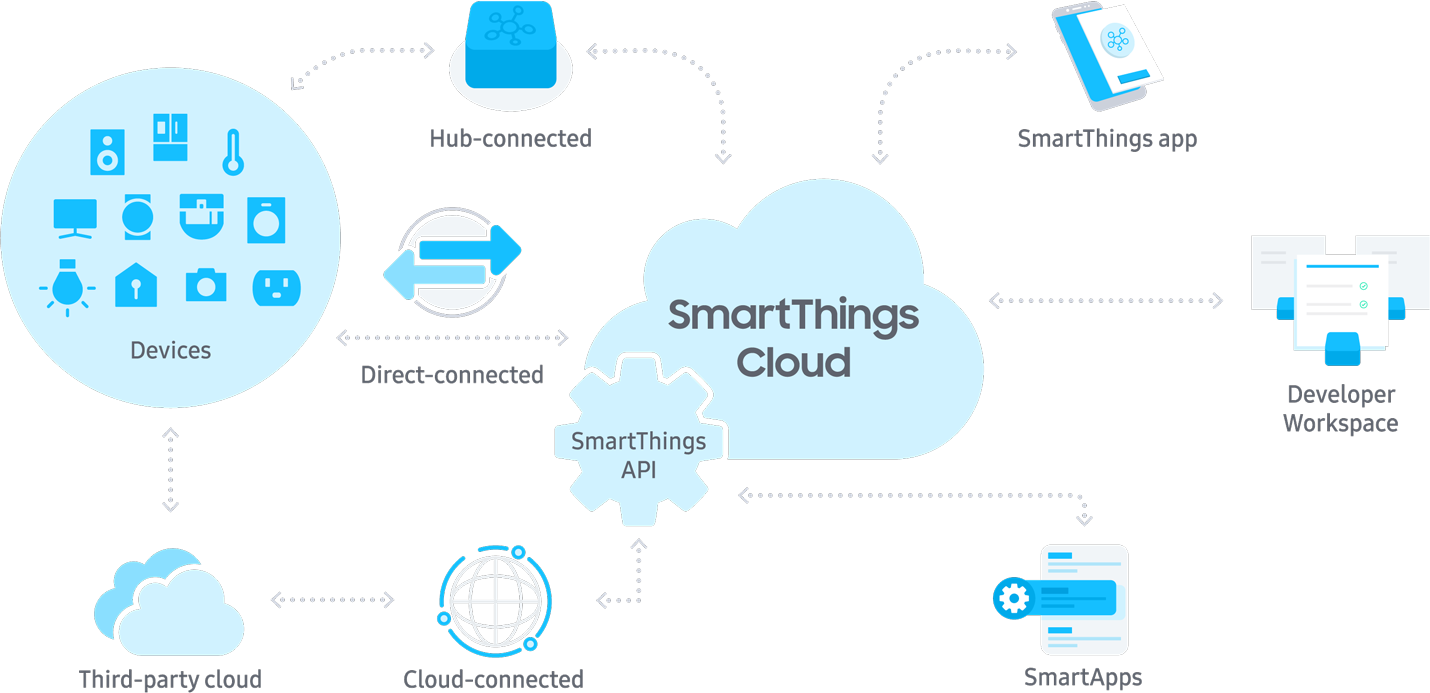 Hub-connected
SmartThings app
SmartThings
Cloud
Devices
Direct-connected
Developer
Workspace
SmartThings
API
Third-party cloud
Cloud-connected
SmartApps